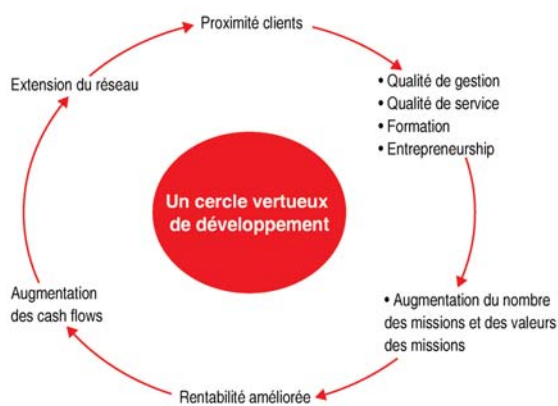 Proximité clients
Extension du réseau
• Qualité de gestion
• Qualité de service
• Formation
• Entrepreneurship
Un cercle vertueux
de développement
Augmentation
des cash flows
• Augmentation du nombre
des missions et des valeurs
des missions
Rentabilité améliorée